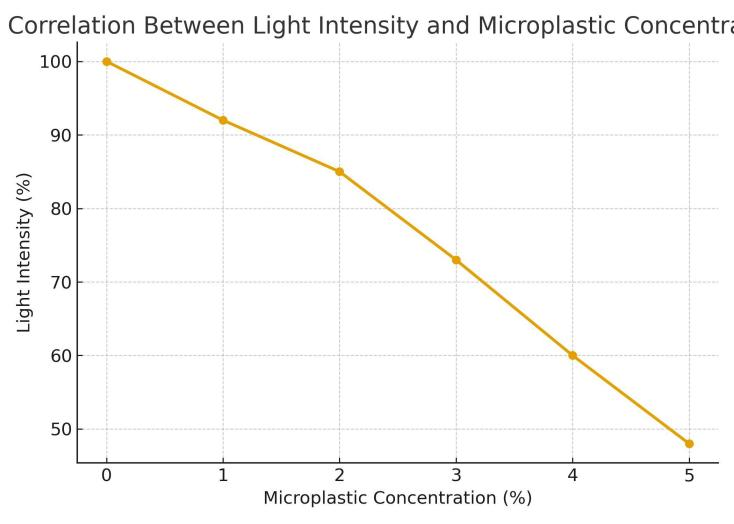 Correlation Between Light Intensity and Microplastic
100
90
80
70
60
50
Light Intensity (%)
0 1 2 3 4 5
Microplastic Concentration (%)